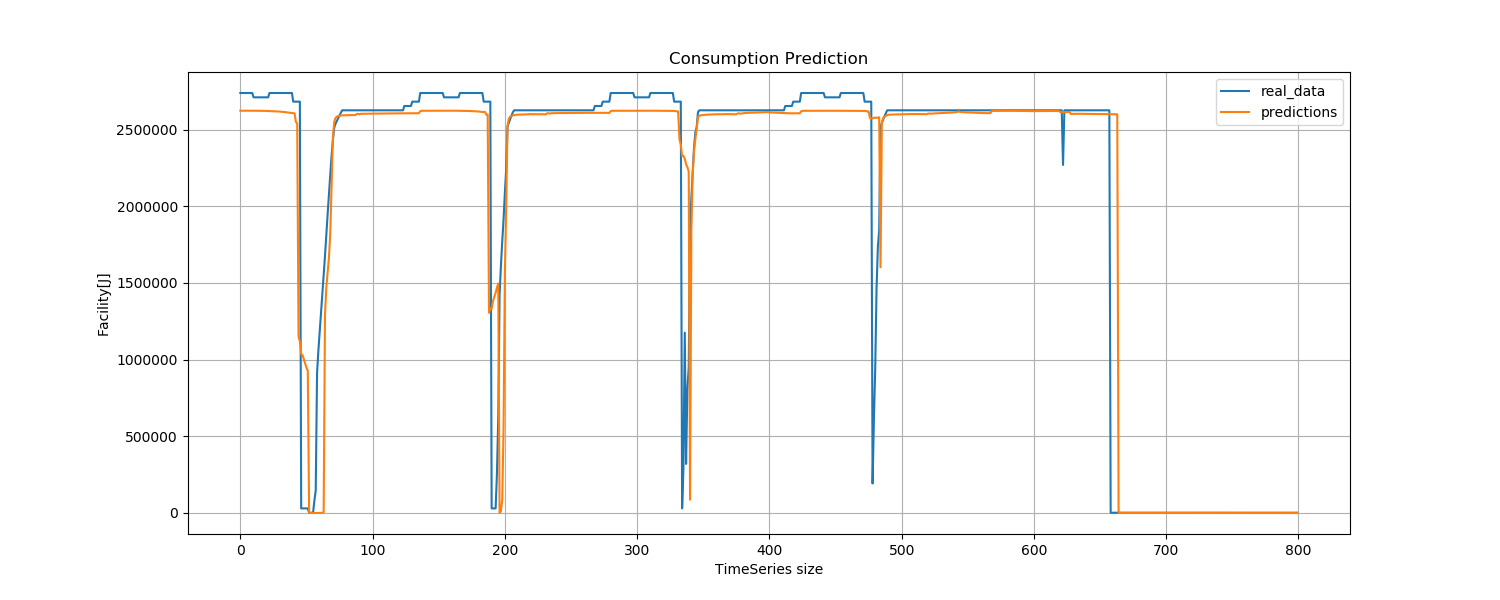 Consumption Prediction
real_data
predictions
Facility[J]
2500000
2000000
1500000
1000000
500000
0
0 100 200 300 400 500 600 700 800
TimeSeries size